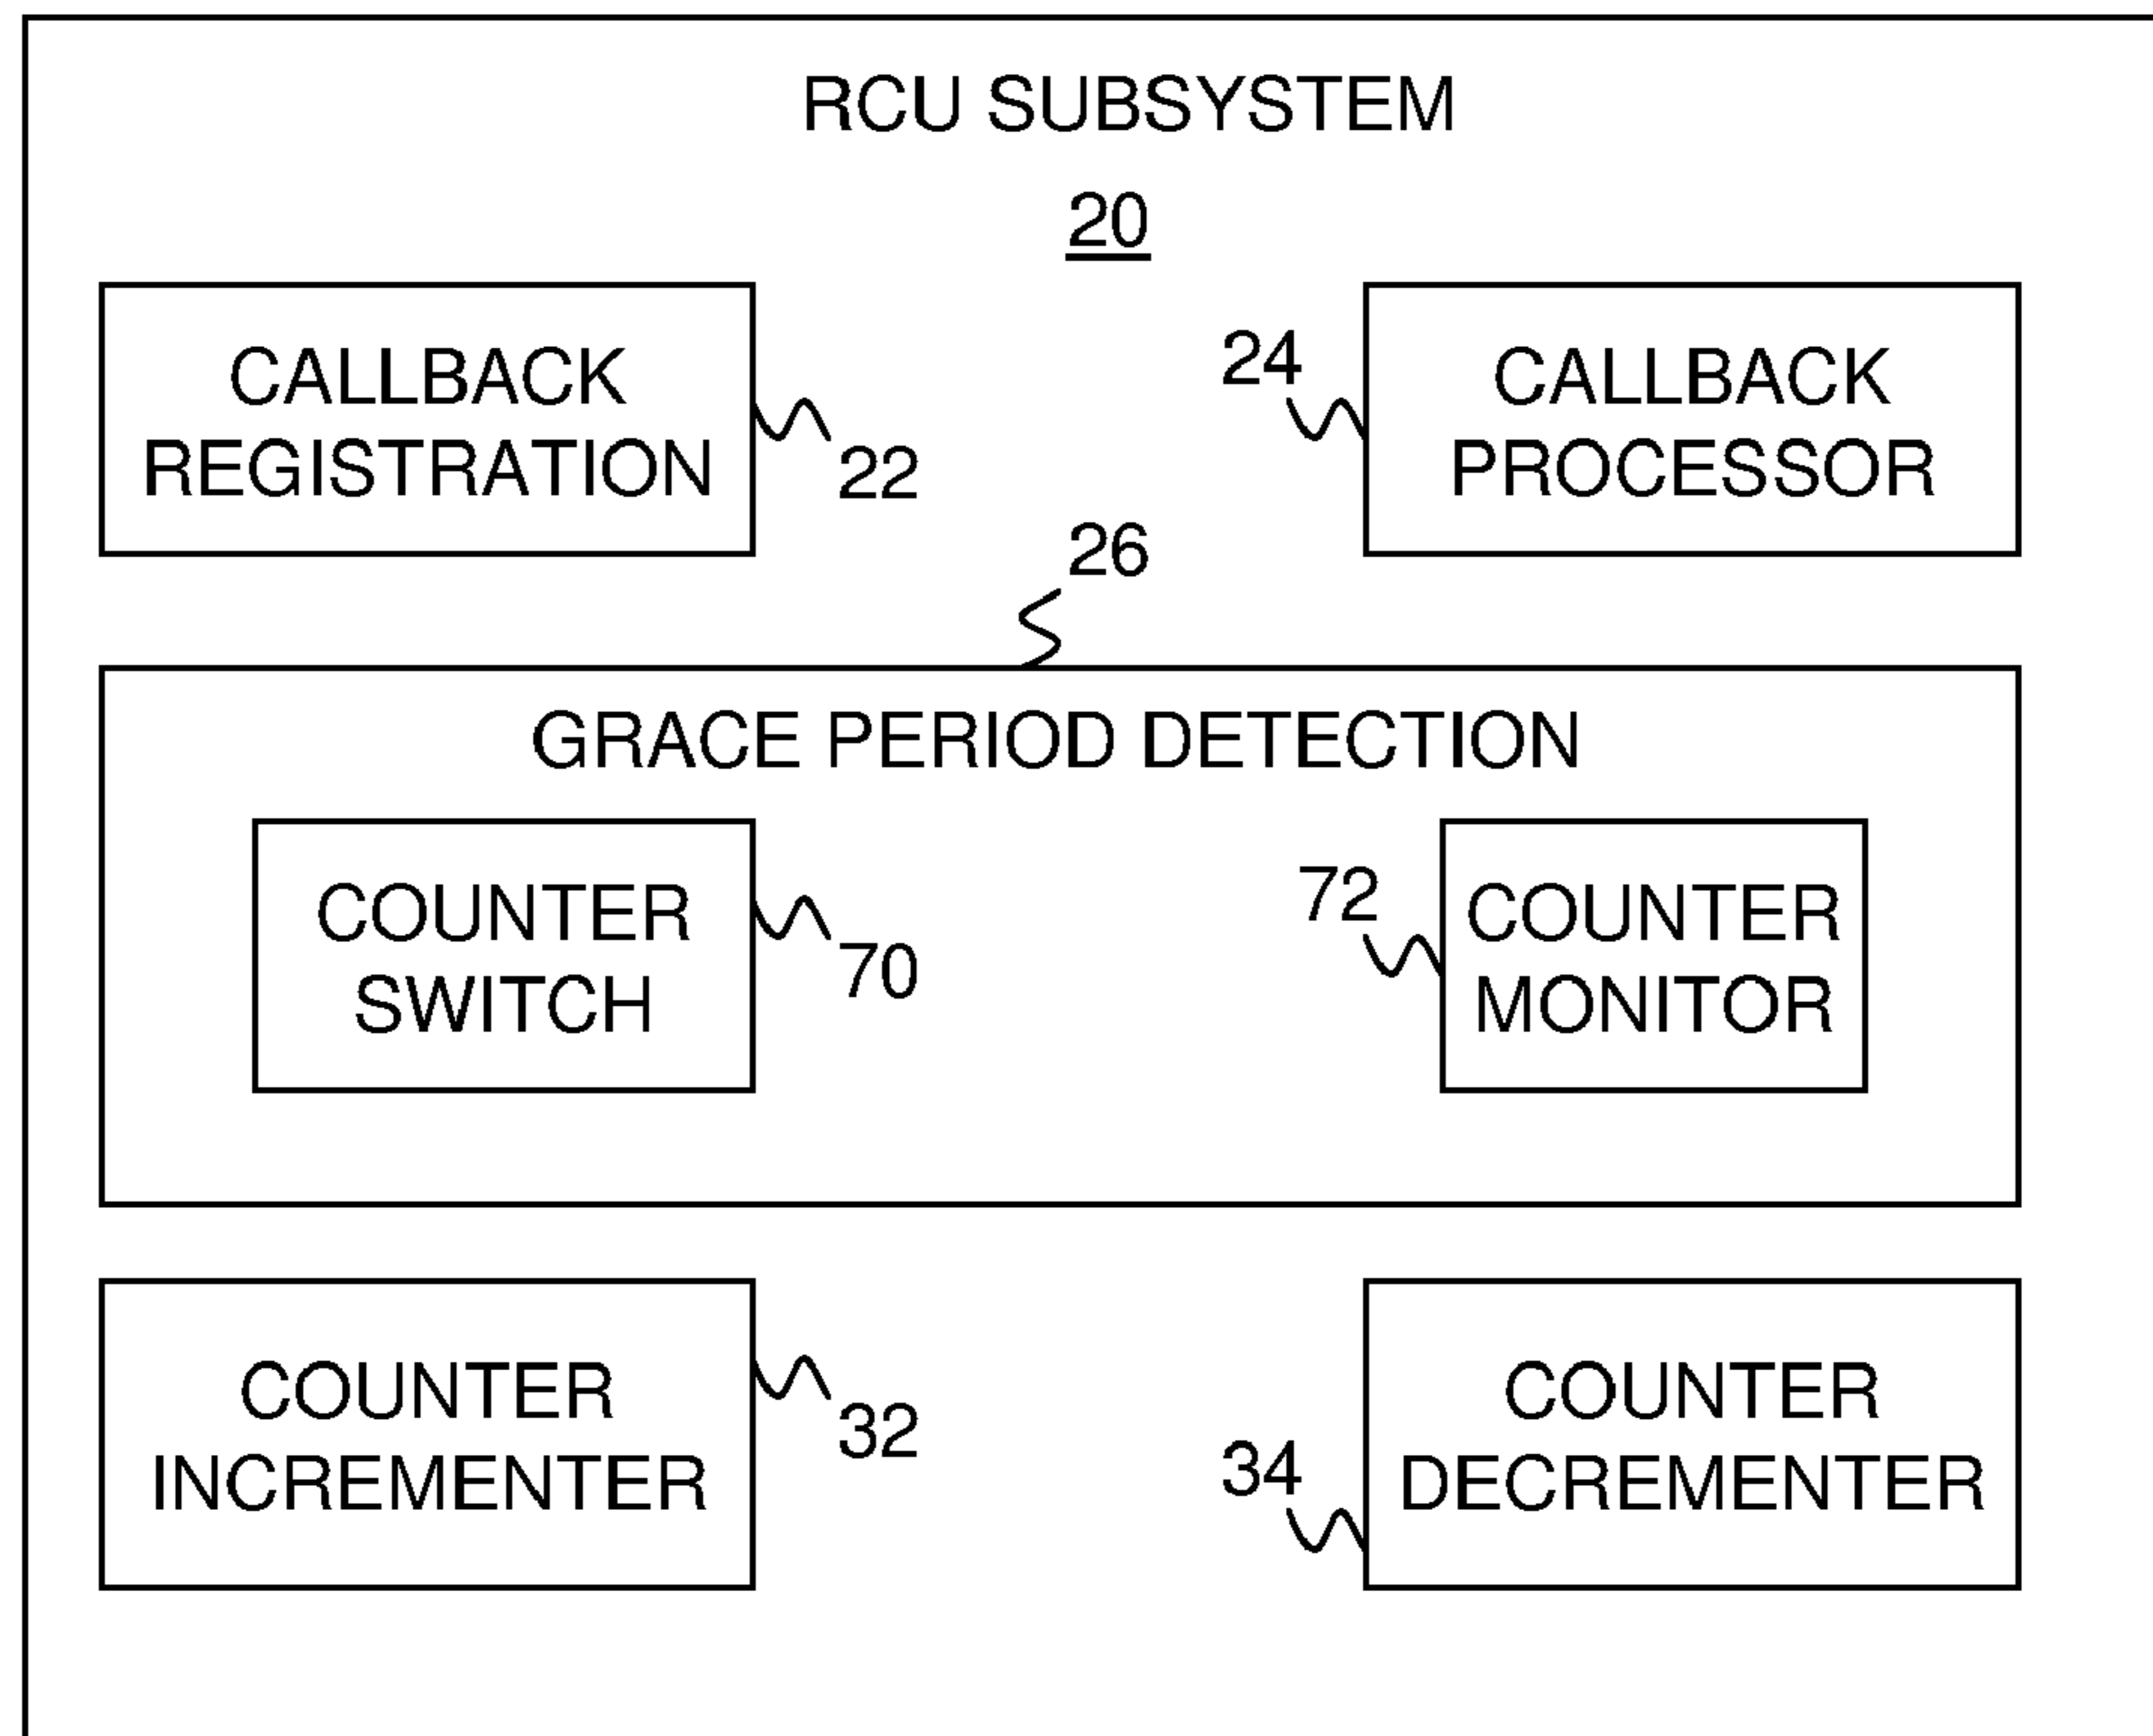 RCU SUBSYSTEM
20
CALLBACK
REGISTRATION
22
24
CALLBACK
PROCESSOR
26
GRACE PERIOD DETECTION
COUNTER
SWITCH
70
72
COUNTER
MONITOR
COUNTER
INCREMENTER
32
34
COUNTER
DECREMENTER